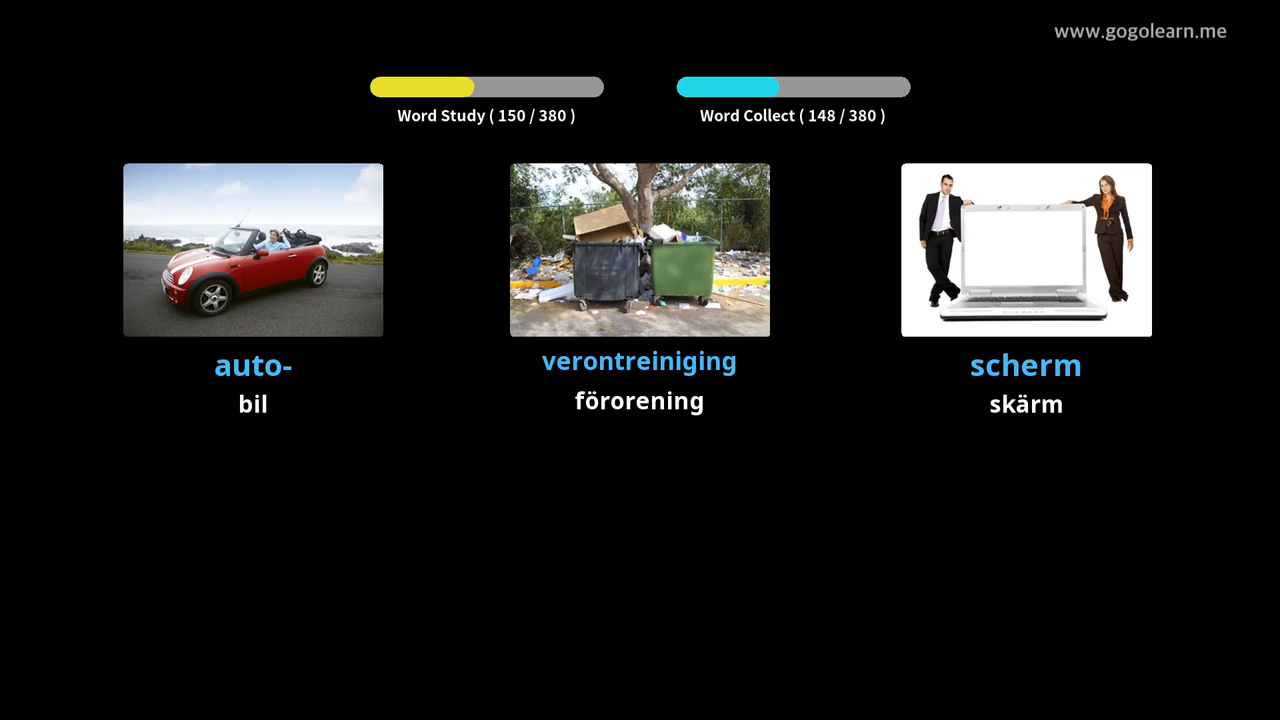 www.gogolearn.me
Word Study ( 150 / 380 )
Word Collect ( 148 / 380 )
auto-
bil
verontreiniging
förorening
scherm
skärm